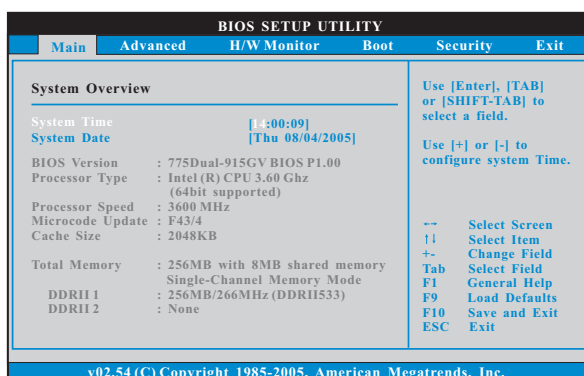 BIOS SETUP UTILITY
Main Advanced H/W Monitor Boot Security Exit
System Overview
System Time [14:00:09]
System Date [Thu 08/04/2005]
BIOS Version : 775Dual-915GV BIOS P1.00
Processor Type : Intel (R) CPU 3.60 Ghz
(64bit supported)
Processor Speed : 3600 MHz
Microcode Update : F43/4
Cache Size : 2048KB
Total Memory : 256MB with 8MB shared memory
Single-Channel Memory Mode
DDRII 1 : 256MB/266MHz (DDRII533)
DDRII 2 : None
Use [Enter], [TAB]
or [SHIFT-TAB] to
select a field.
Use [+] or [-] to
configure system Time.
←→ Select Screen
↑↓ Select Item
+- Change Field
Tab Select Field
F1 General Help
F9 Load Defaults
F10 Save and Exit
ESC Exit
v02.54 (C) Copyright 1985-2005, American Megatrends, Inc.